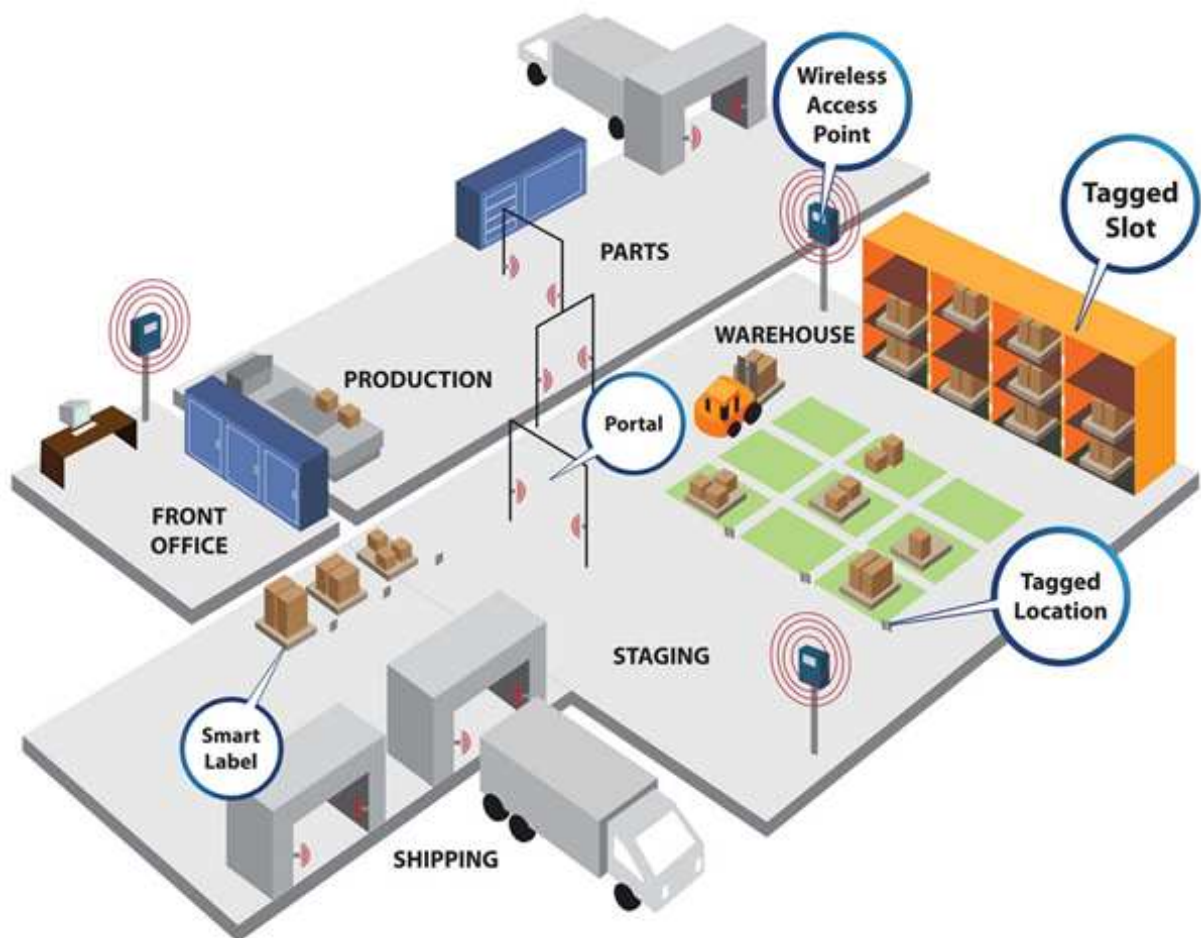 Wireless
Access
Point
Tagged
Slot
PARTS
WAREHOUSE
PRODUCTION
Portal
FRONT
OFFICE
Tagged
Location
STAGING
Smart
Label
SHIPPING